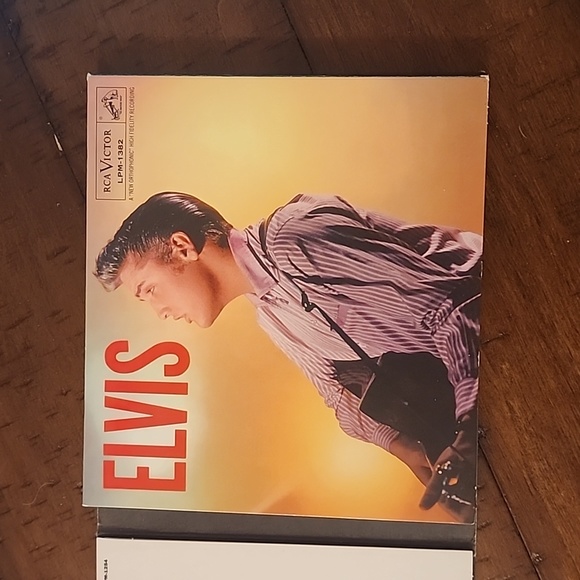 RCA VICTOR
LPM-1382
A "NEW ORTHOPHONIC" HIGH FIDELITY RECORDING
ELVIS